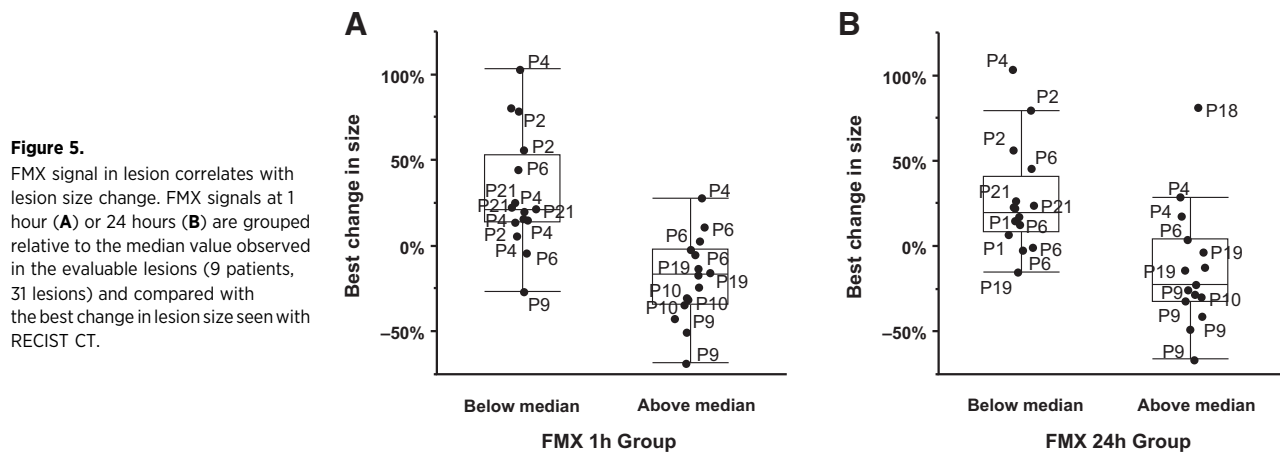 Figure 5.
FMX signal in lesion correlates with
lesion size change. FMX signals at 1
hour (A) or 24 hours (B) are grouped
relative to the median value observed
in the evaluable lesions (9 patients,
31 lesions) and compared with
the best change in lesion size seen with
RECIST CT.
A
Best change in size
100%
50%
0%
–50%
P4
P2
P2
P6
P21
P4
P21
P21
P4
P4
P2
P4
P6
P9
P4
P6
P6
P6
P19
P19
P10
P10
P10
P9
P9
Below median
Above median
FMX 1h Group
B
Best change in size
100%
50%
0%
–50%
P4
P2
P2
P6
P21
P21
P1
P6
P1
P6
P6
P19
P18
P4
P4
P6
P19
P19
P9
P10
P9
P9
P9
Below median
Above median
FMX 24h Group